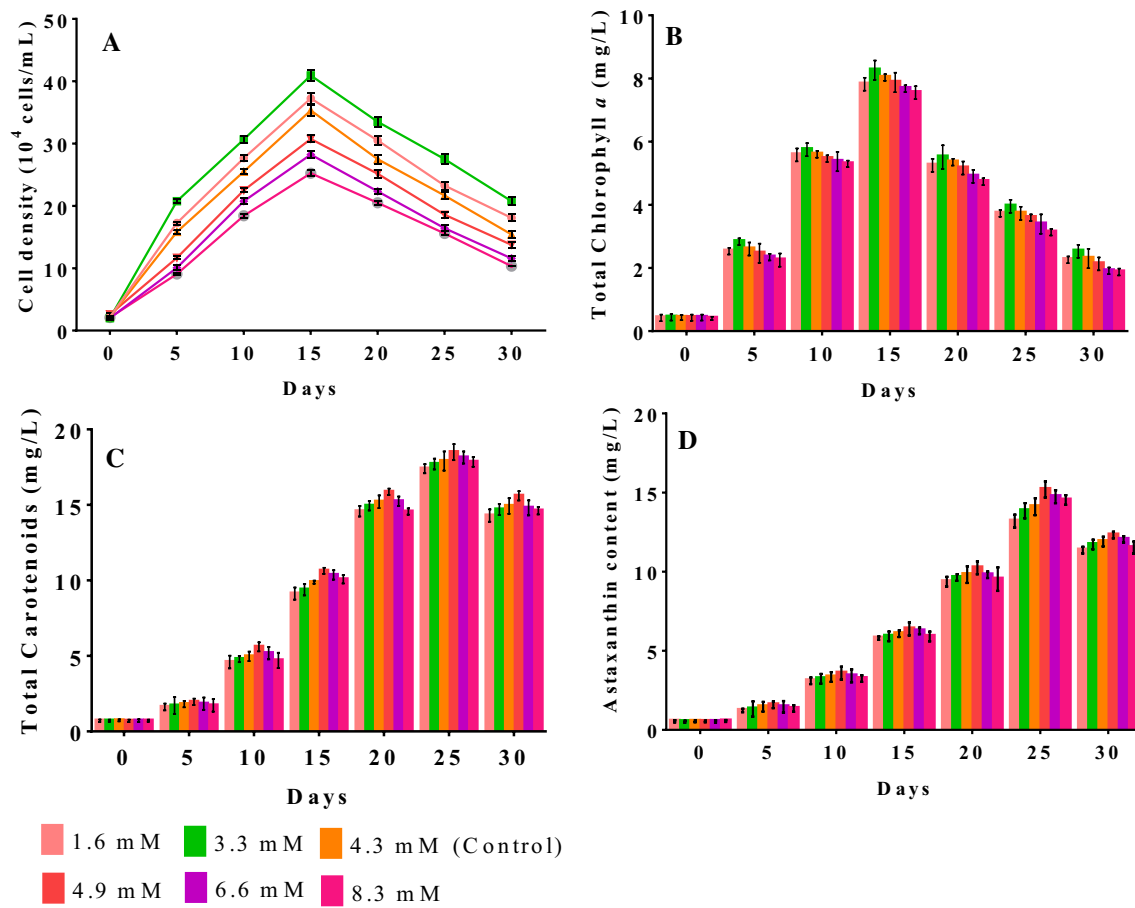 A
Cell density (10⁴ cells/mL)
50
40
30
20
10
0
0 5 10 15 20 25 30
Days
B
Total Chlorophyll a (mg/L)
10
8
6
4
2
0
0 5 10 15 20 25 30
Days
C
Total Carotenoids (mg/L)
20
15
10
5
0
0 5 10 15 20 25 30
Days
D
Astaxanthin content (mg/L)
20
15
10
5
0
0 5 10 15 20 25 30
Days
1.6 mM 3.3 mM 4.3 mM (Control)
4.9 mM 6.6 mM 8.3 mM